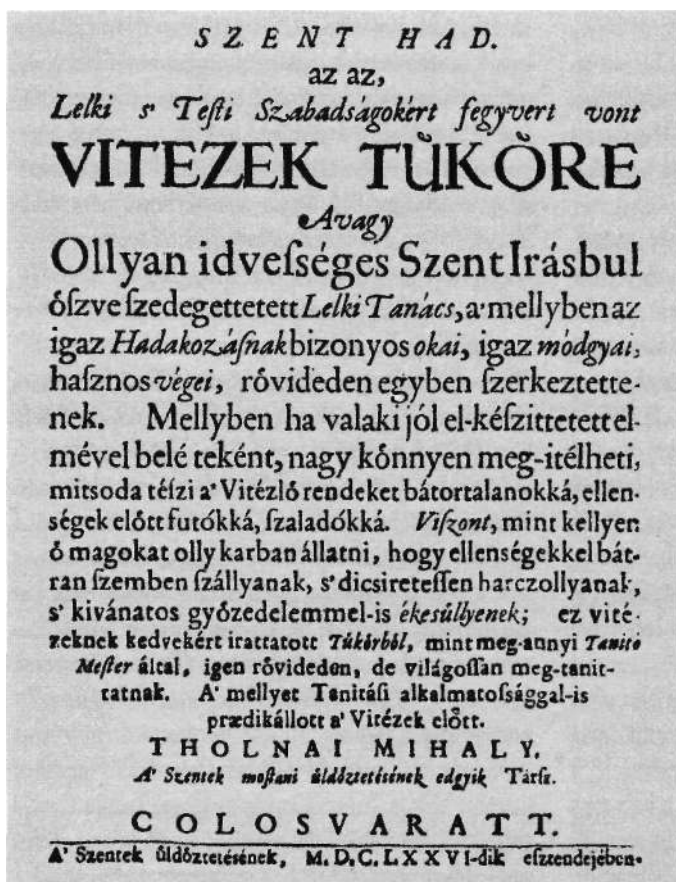 SZENT HAD.
az az,
Lelki s' Teſti Szabadságokért fegyvert vont
VITEZEK TÜKÖRE
Avagy
Ollyan idveſséges Szent Irásbul
öſzve ſzedegettetett Lelki Tanács, a' mellyben az
igaz Hadakozáſnak bizonyos okai, igaz módgyai,
haſznos végei, rövideden egyben ſzerkeztette-
nek. Mellyben ha valaki jól el-kéſzittetett el-
mével belé teként, nagy könnyen meg-itélheti,
mitsoda téſzi a' Vitézlö rendeket bátortalanokká, ellen-
ségek elött futókká, ſzaladókká. Viſzont, mint kellyen
ö magokat olly karban állatni, hogy ellenségekkel bát-
ran ſzemben ſzállyanak, s' dicsireteſſen harczollyanak,
s' kivánatos gyözedelemmel-is ékesüllyenek; ez vité-
zeknek kedvekért irattatott Tükörböl, mint meg-annyi Tanitó
Meſter által, igen rövideden, de világoſſan meg-tanit-
tatnak. A' mellyet Tanitáſi alkalmatoſsággal-is
prædikállott a' Vitézek elött.
THOLNAI MIHALY.
A' Szentek moſtani üldöztetésének edgyik Társa.
COLOSVARATT.
A' Szentek üldöztetésének, M.D.C.LXXVI-dik eſztendejében.